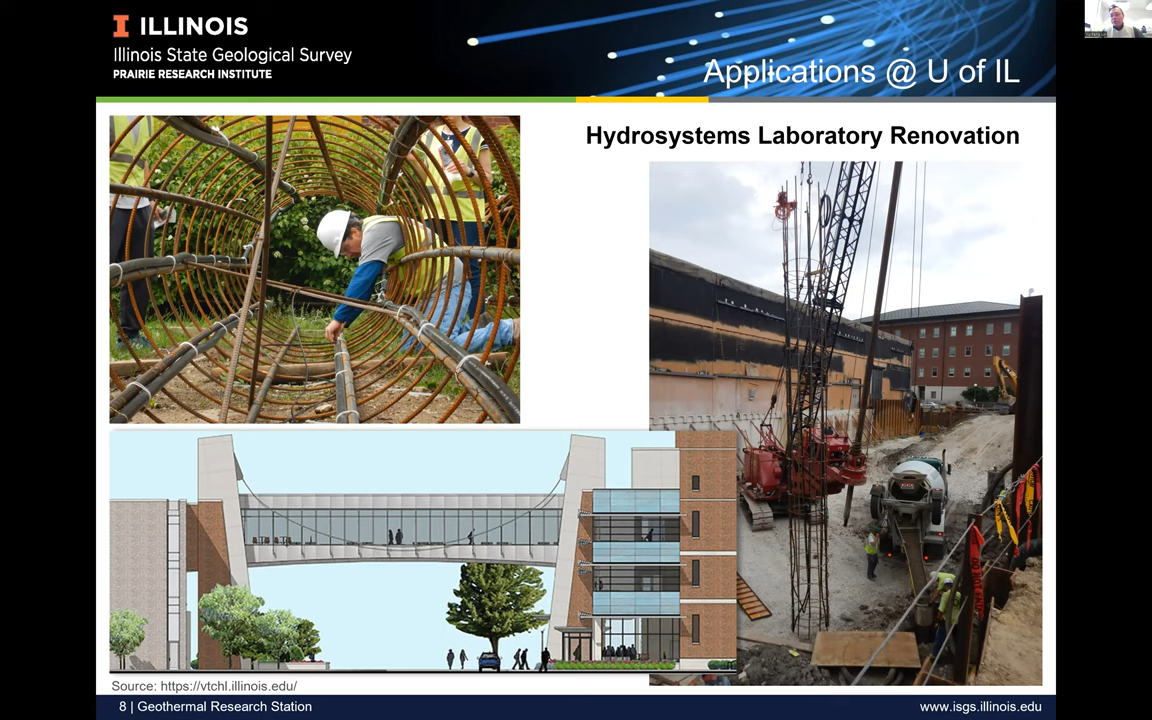 ILLINOIS
Illinois State Geological Survey
PRAIRIE RESEARCH INSTITUTE
Applications @ U of IL
Hydrosystems Laboratory Renovation
Source: https://vtchl.illinois.edu/
8 | Geothermal Research Station
www.isgs.illinois.edu